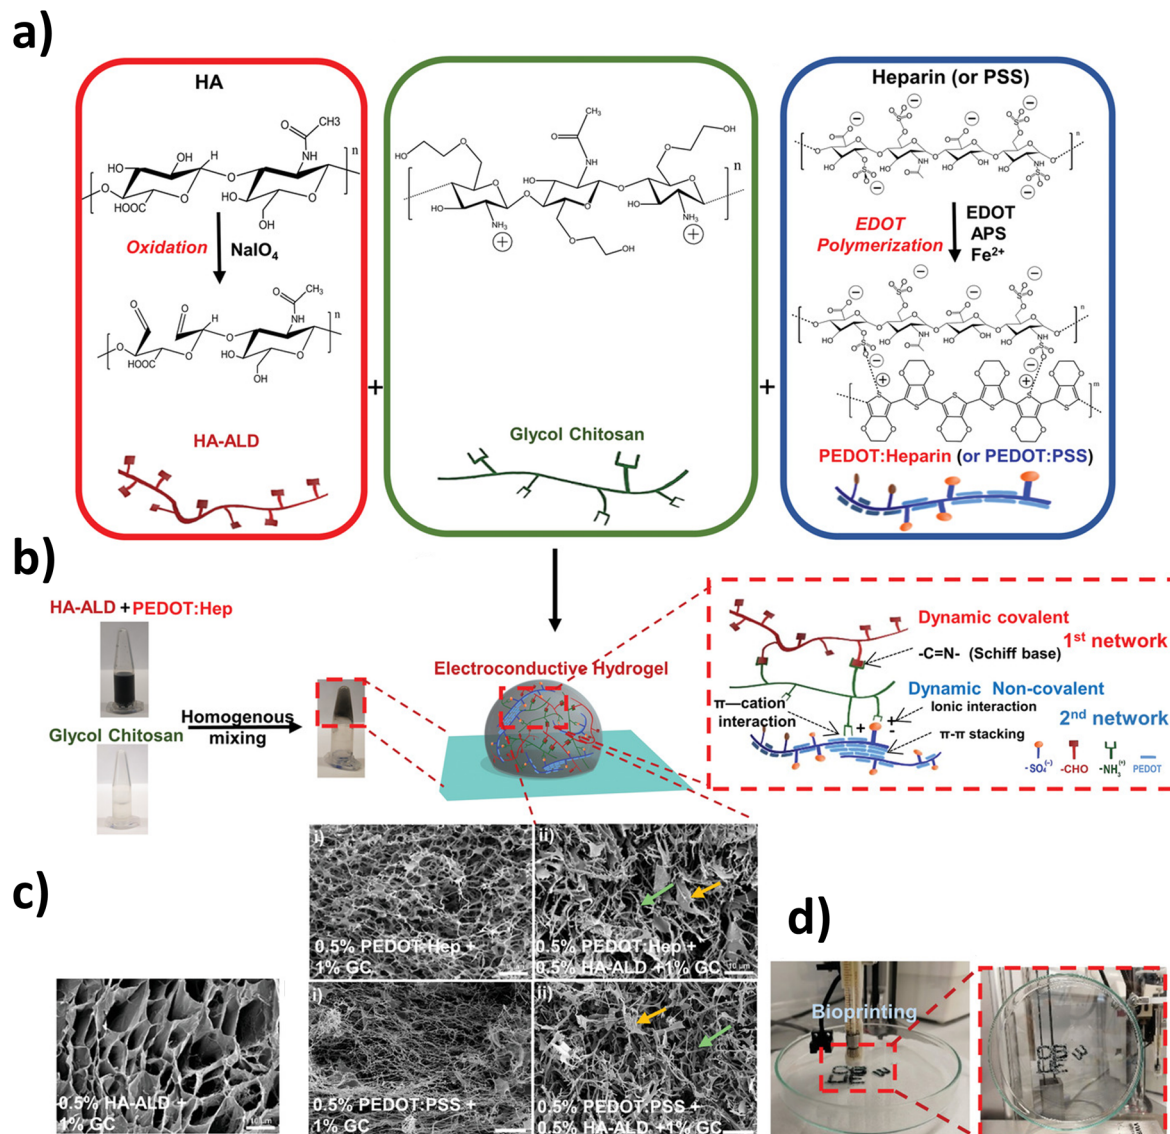 a)
HA
Oxidation
NaIO4
HA-ALD
+
Glycol Chitosan
+
Heparin (or PSS)
EDOT
Polymerization
EDOT
APS
Fe2+
PEDOT:Heparin (or PEDOT:PSS)
b)
HA-ALD + PEDOT:Hep
Glycol Chitosan
Homogenous
mixing
Electroconductive Hydrogel
Dynamic covalent
1st network
-C=N- (Schiff base)
Dynamic Non-covalent
Ionic interaction
2nd network
π—cation
interaction
π-π stacking
-SO4(-)
-CHO
-NH3(+)
PEDOT
c)
0.5% HA-ALD +
1% GC
10 µm
i)
0.5% PEDOT:Hep +
1% GC
ii)
0.5% PEDOT:Hep +
0.5% HA-ALD +1% GC
10 µm
i)
0.5% PEDOT:PSS +
1% GC
ii)
0.5% PEDOT:PSS +
0.5% HA-ALD +1% GC
d)
Bioprinting